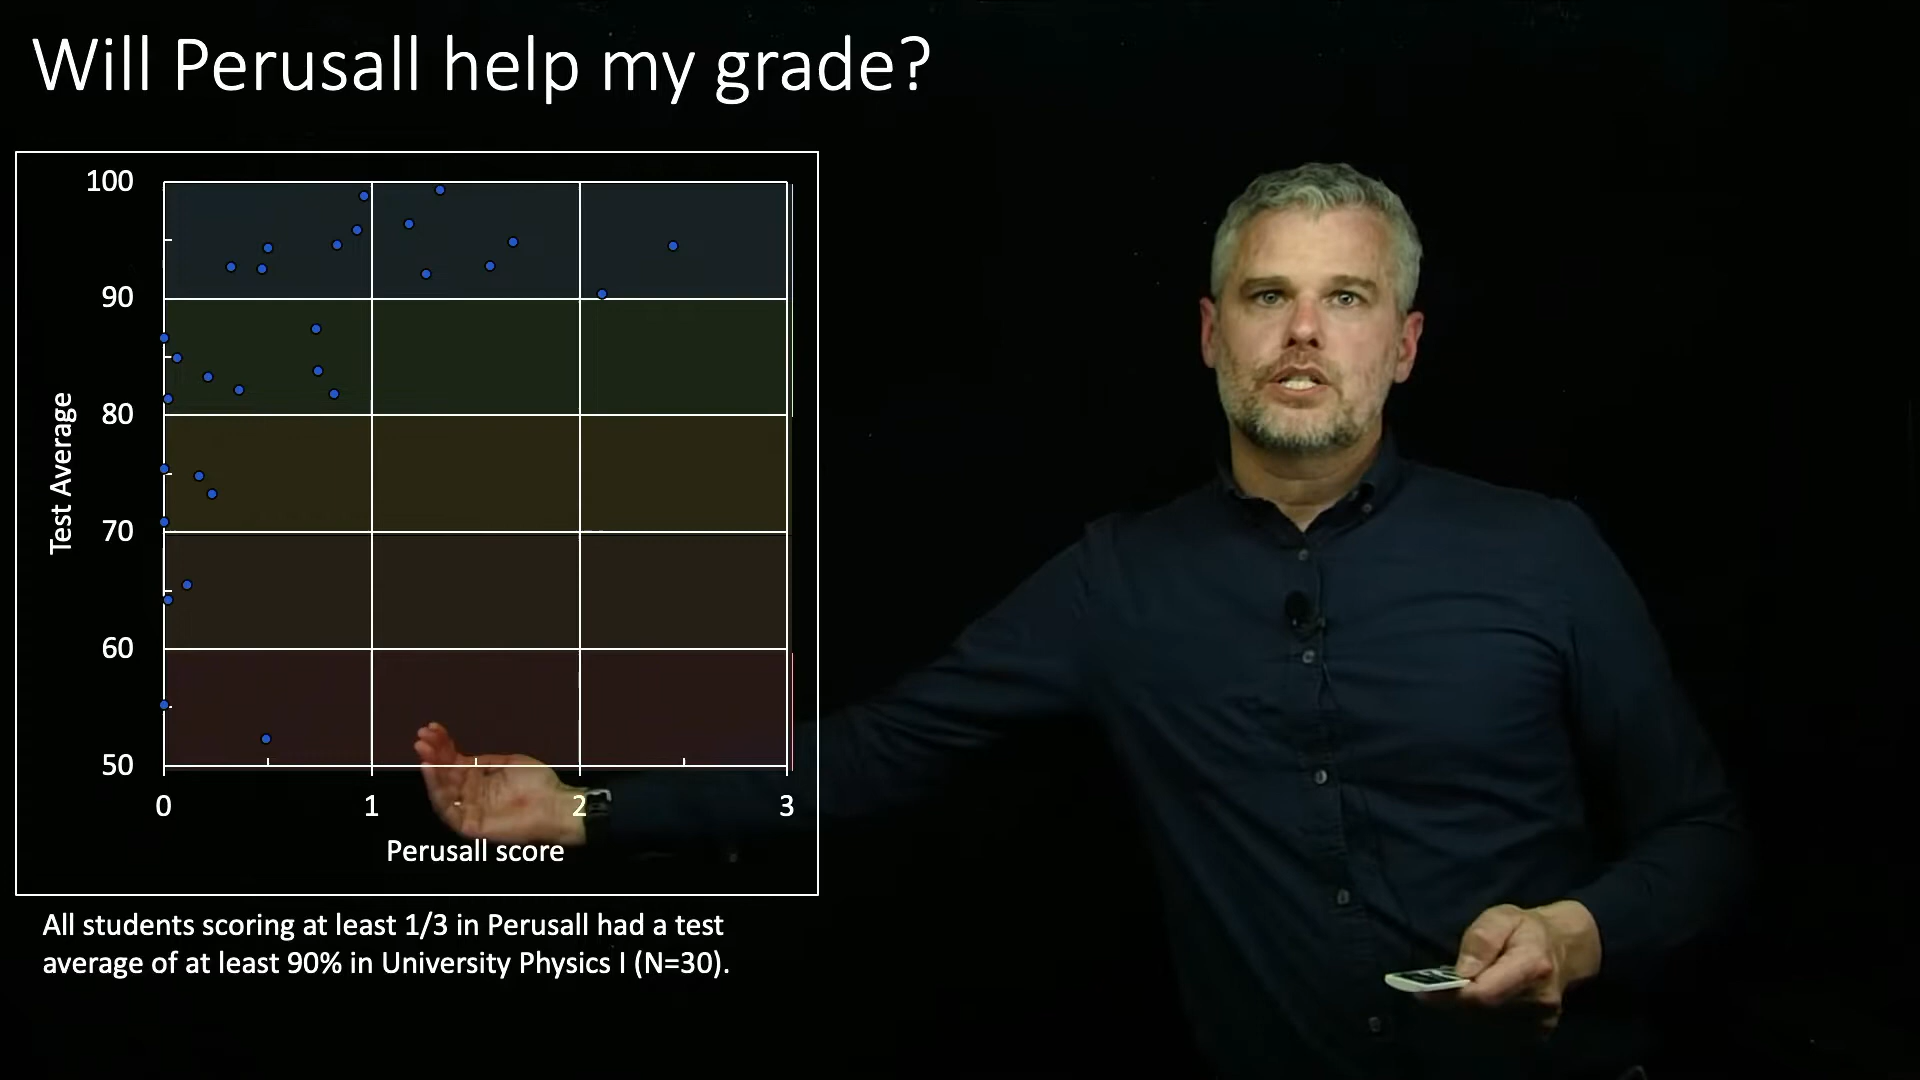 Will Perusall help my grade?
100
90
80
70
60
50
Test Average
0 1 2 3
Perusall score
All students scoring at least 1/3 in Perusall had a test
average of at least 90% in University Physics I (N=30).